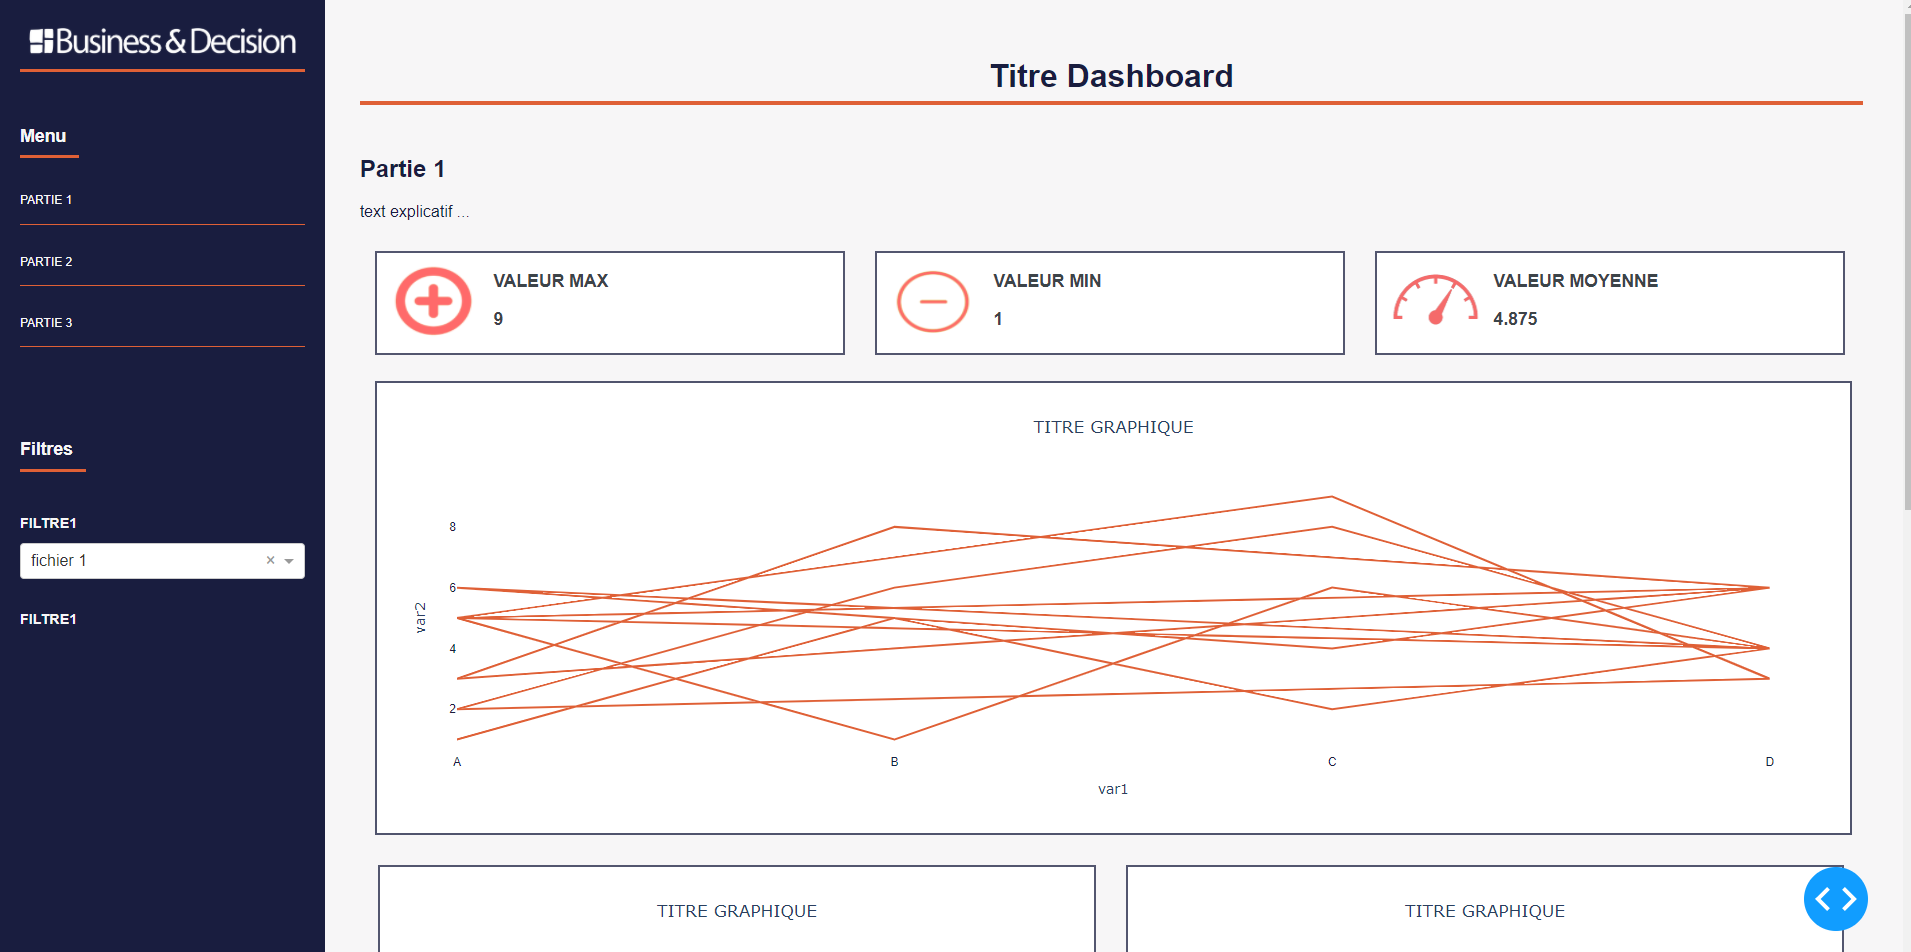 Business & Decision
Menu
PARTIE 1
PARTIE 2
PARTIE 3
Filtres
FILTRE1
fichier 1
FILTRE1
Titre Dashboard
Partie 1
text explicatif ...
VALEUR MAX
9
VALEUR MIN
1
VALEUR MOYENNE
4.875
TITRE GRAPHIQUE
8
6
4
2
var2
A B C D
var1
TITRE GRAPHIQUE
TITRE GRAPHIQUE